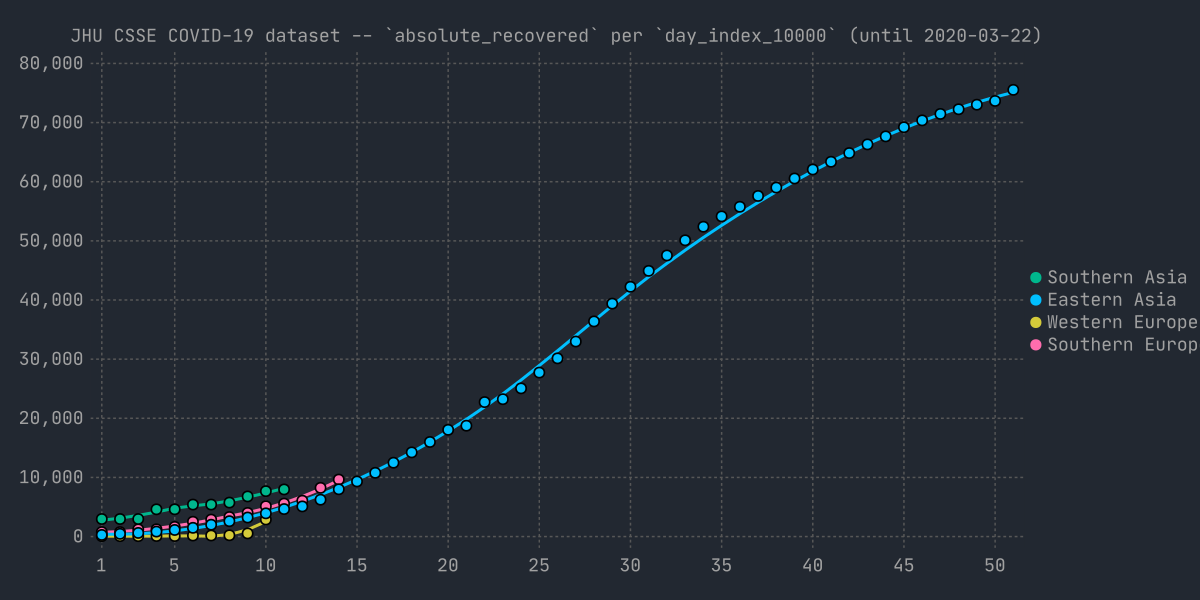 JHU CSSE COVID-19 dataset -- `absolute_recovered` per `day_index_10000` (until 2020-03-22)
80,000
70,000
60,000
50,000
40,000
30,000
20,000
10,000
0
1 5 10 15 20 25 30 35 40 45 50
Southern Asia
Eastern Asia
Western Europe
Southern Europ